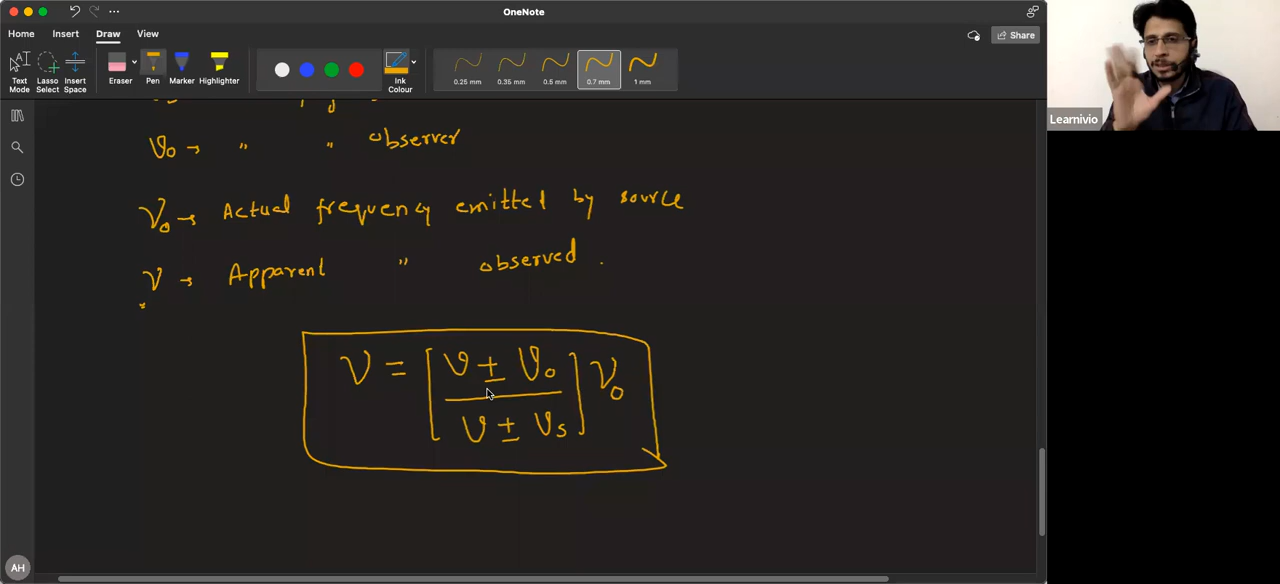 OneNote
Home Insert Draw View
Share
Text Mode Lasso Select Insert Space Eraser Pen Marker Highlighter Ink Colour 0.25 mm 0.35 mm 0.5 mm 0.7 mm 1 mm
Learnivio
v₀ → " " observer
ν₀ → Actual frequency emitted by source
ν → Apparent " observed .
ν = [ v ± v₀ / v ± vₛ ] ν₀
AH